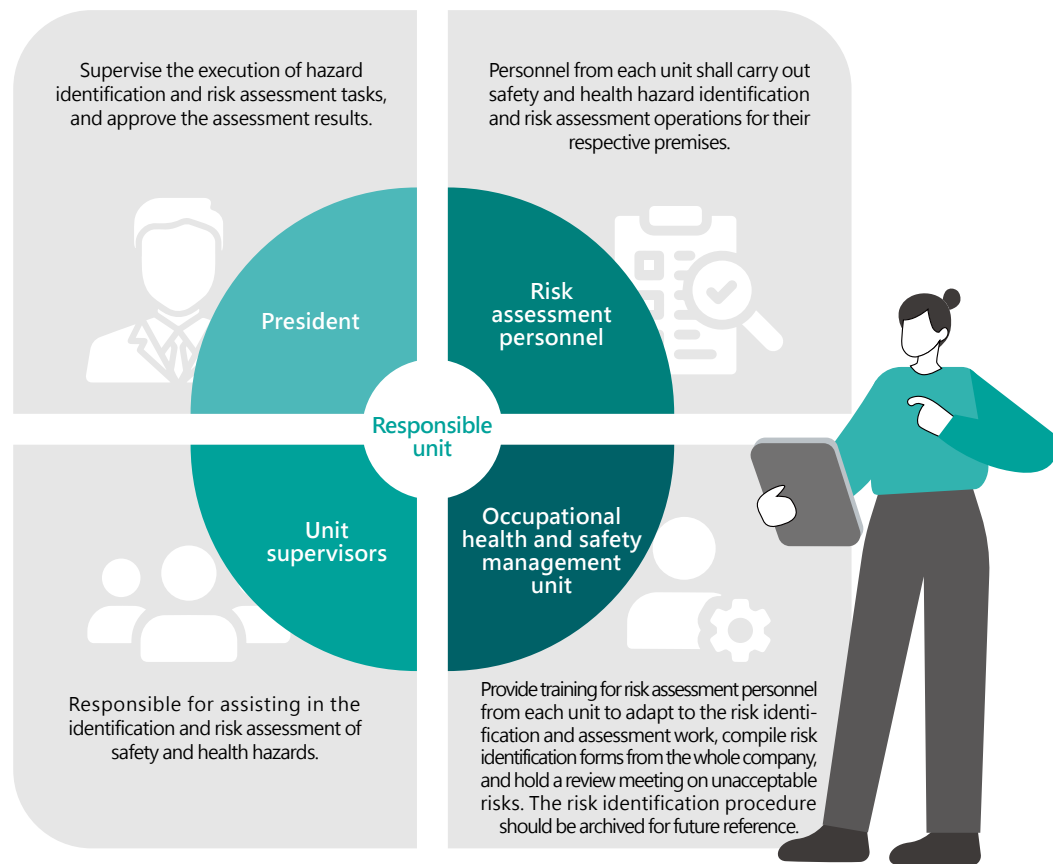 Supervise the execution of hazard
identification and risk assessment tasks,
and approve the assessment results.
Personnel from each unit shall carry out
safety and health hazard identification
and risk assessment operations for their
respective premises.
President
Risk
assessment
personnel
Responsible
unit
Unit
supervisors
Occupational
health and safety
management
unit
Responsible for assisting in the
identification and risk assessment of
safety and health hazards.
Provide training for risk assessment personnel
from each unit to adapt to the risk identi-
fication and assessment work, compile risk
identification forms from the whole company,
and hold a review meeting on unacceptable
risks. The risk identification procedure
should be archived for future reference.